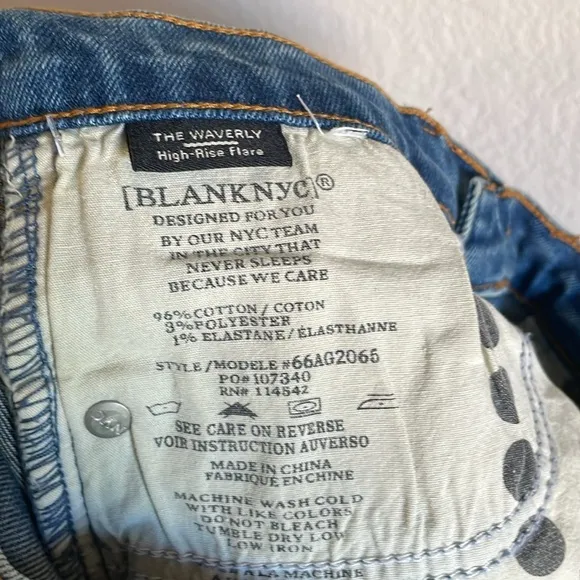 THE WAVERLY
High-Rise Flare
[BLANKNYC]®
DESIGNED FOR YOU
BY OUR NYC TEAM
IN THE CITY THAT
NEVER SLEEPS
BECAUSE WE CARE
96% COTTON / COTON
3% POLYESTER
1% ELASTANE / ÉLASTHANNE
STYLE / MODELE #66AG2065
PO# 107340
RN# 114542
SEE CARE ON REVERSE
VOIR INSTRUCTION AUVERSO
MADE IN CHINA
FABRIQUÉ EN CHINE
MACHINE WASH COLD
WITH LIKE COLORS
DO NOT BLEACH
TUMBLE DRY LOW
LOW IRON
MACHINE